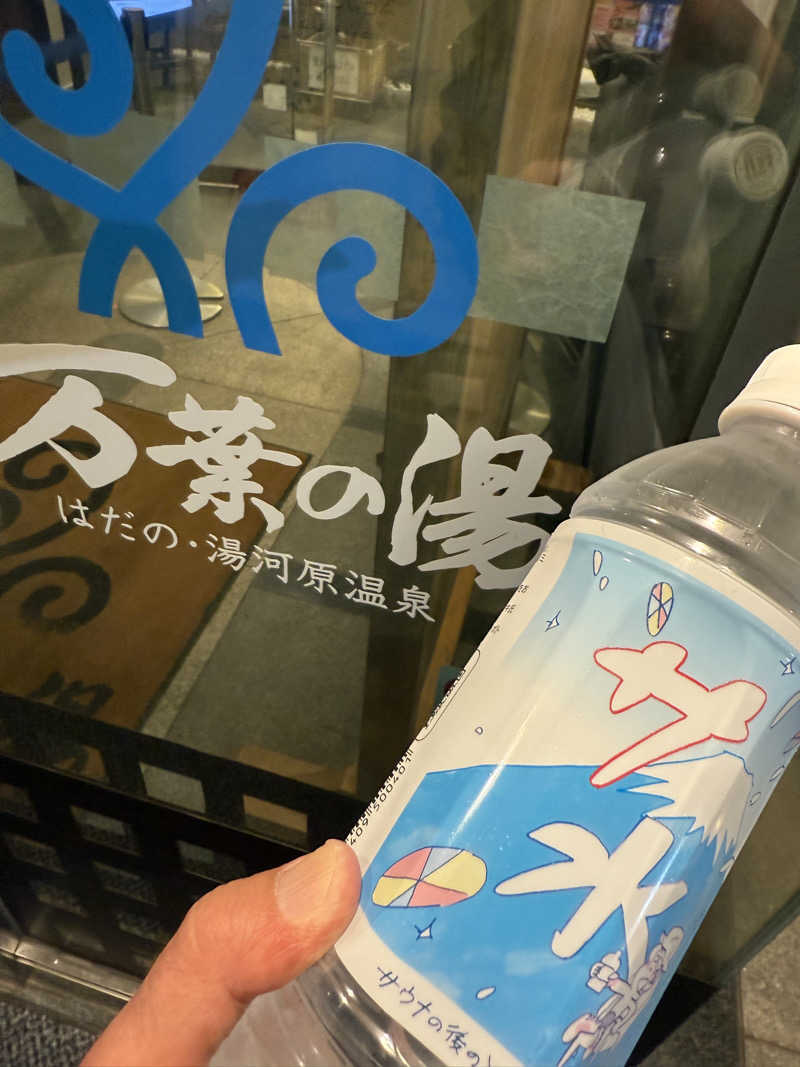 万葉の湯
はだの・湯河原温泉
サ水
サウナの後の